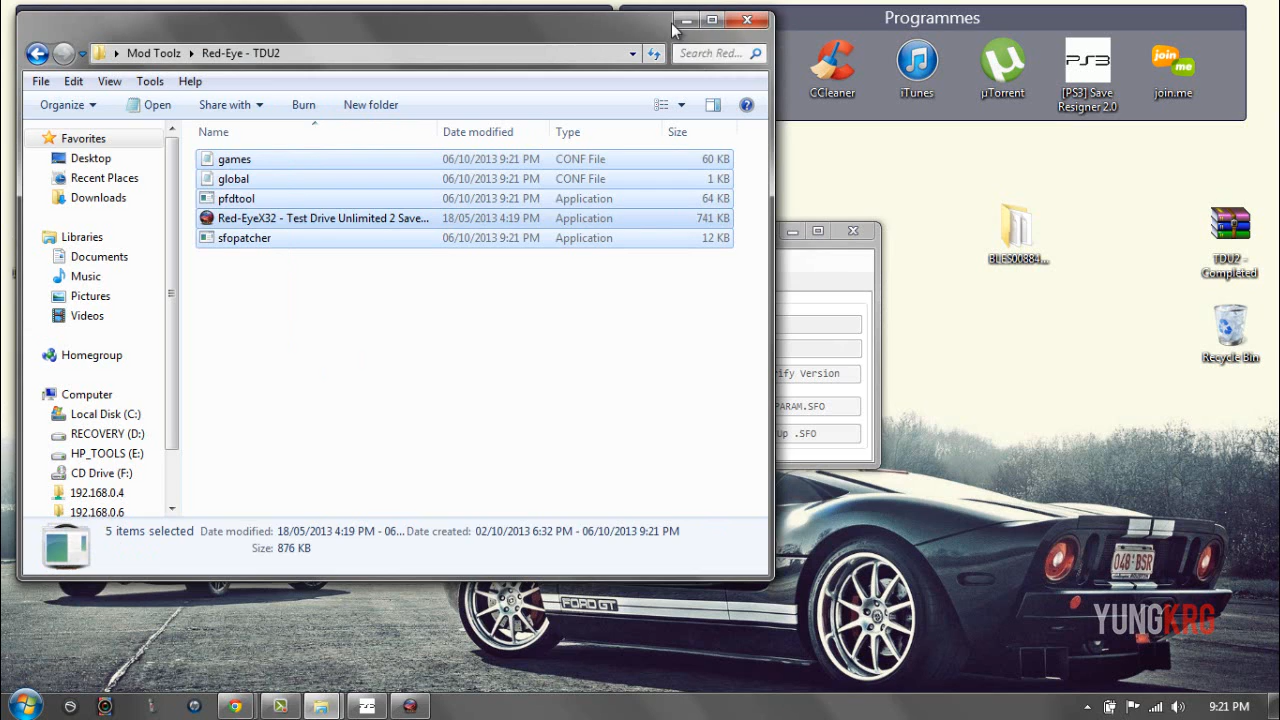 Programmes
Mod Toolz
Red-Eye - TDU2
Search Red...
CCleaner
iTunes
µTorrent
[PS3] Save
Resigner 2.0
join
me
join.me
File Edit View Tools Help
Organize Open Share with Burn New folder
Name Date modified Type Size
Favorites
Desktop
Recent Places
Downloads
Libraries
Documents
Music
Pictures
Videos
Homegroup
Computer
Local Disk (C:)
RECOVERY (D:)
HP_TOOLS (E:)
CD Drive (F:)
192.168.0.4
192.168.0.6
games 06/10/2013 9:21 PM CONF File 60 KB
global 06/10/2013 9:21 PM CONF File 1 KB
pfdtool 06/10/2013 9:21 PM Application 64 KB
Red-EyeX32 - Test Drive Unlimited 2 Save... 18/05/2013 4:19 PM Application 741 KB
sfopatcher 06/10/2013 9:21 PM Application 12 KB
5 items selected Date modified: 18/05/2013 4:19 PM - 06... Date created: 02/10/2013 6:32 PM - 06/10/2013 9:21 PM
Size: 876 KB
ify Version
PARAM.SFO
Up .SFO
BLES00884...
TDU2 -
Completed
Recycle Bin
FORD GT
048 BSR
YUNGKRG
9:21 PM